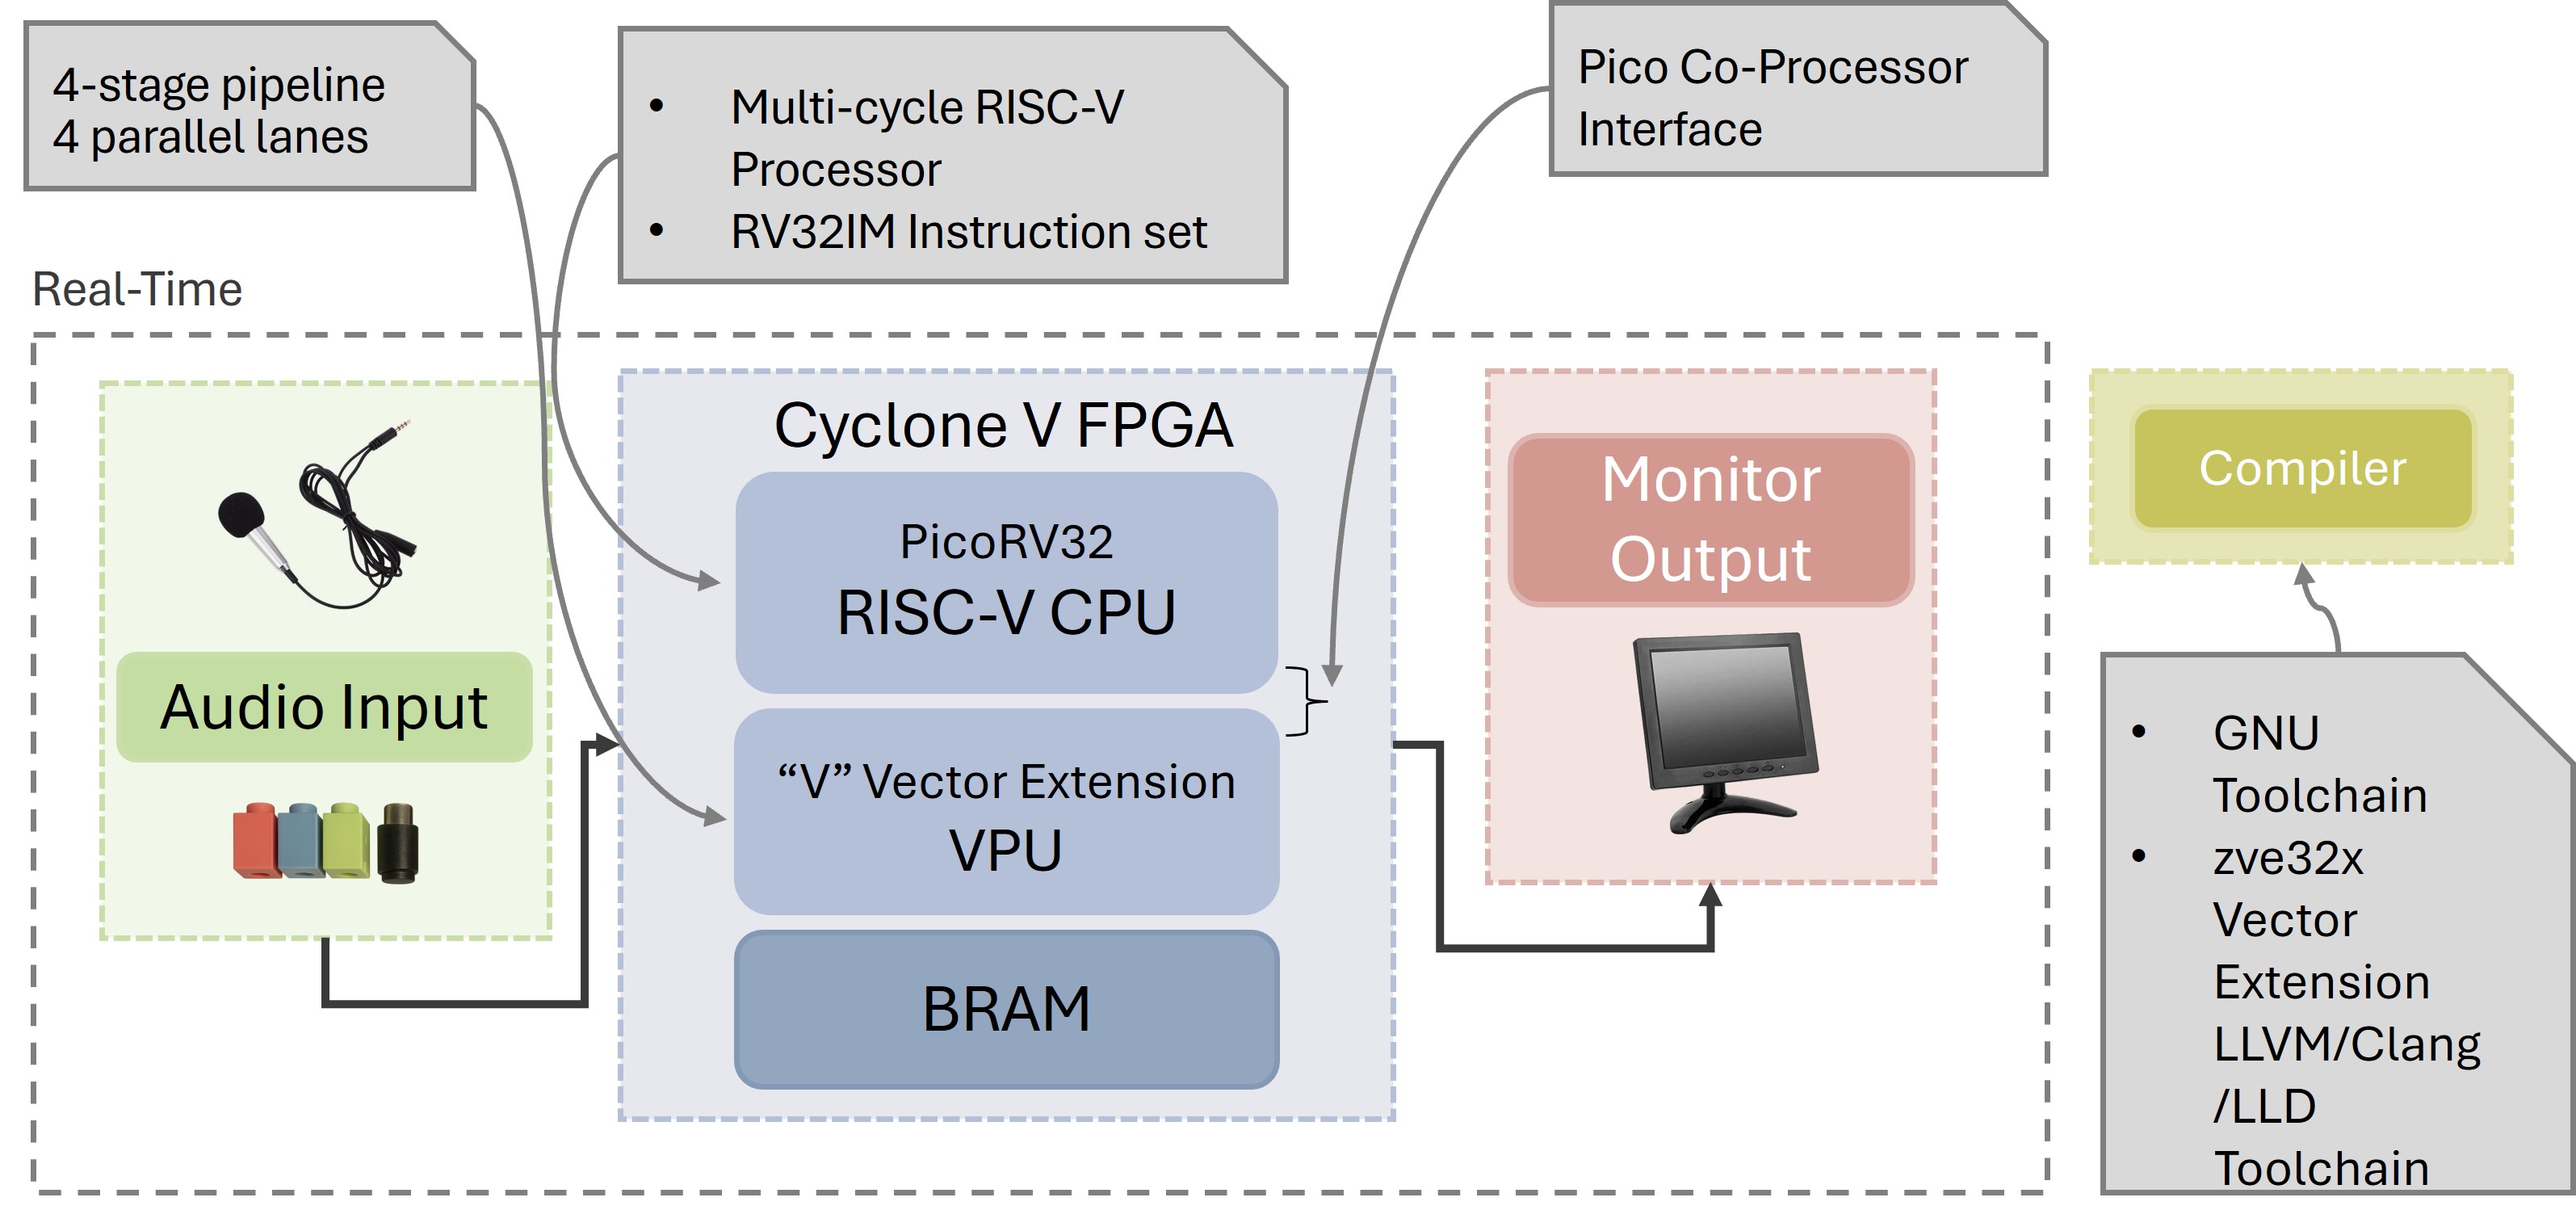 4-stage pipeline
4 parallel lanes
• Multi-cycle RISC-V
Processor
• RV32IM Instruction set
Pico Co-Processor
Interface
Real-Time
Audio Input
Cyclone V FPGA
PicoRV32
RISC-V CPU
“V” Vector Extension
VPU
BRAM
Monitor
Output
Compiler
• GNU
Toolchain
• zve32x
Vector
Extension
LLVM/Clang
/LLD
Toolchain